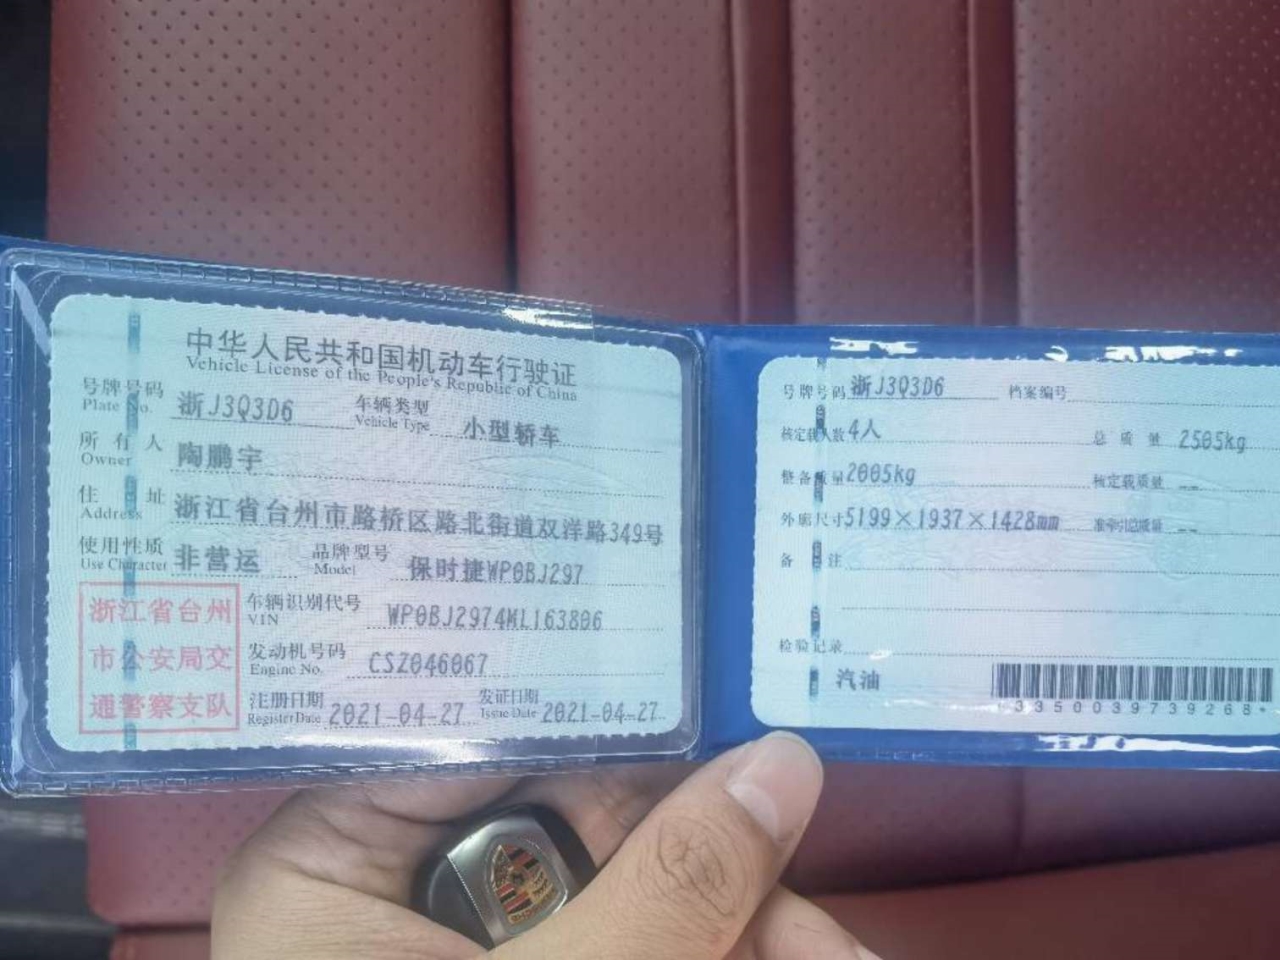 中华人民共和国机动车行驶证
Vehicle License of the People's Republic of China
号牌号码 浙J3Q3D6 车辆类型 小型轿车
Plate No. Vehicle Type
所有人 陶鹏宇
Owner
住址 浙江省台州市路桥区路北街道双洋路349号
Address
使用性质 非营运 品牌型号 保时捷WP0BJ297
Use Character Model
浙江省台州
市公安局交
通警察支队
车辆识别代号 WP0BJ2974ML163806
VIN
发动机号码 CSZ046067
Engine No.
注册日期 2021-04-27 发证日期 2021-04-27
Register Date Issue Date
号牌号码 浙J3Q3D6 档案编号
核定载人数 4人 总质量 2505kg
整备质量 2005kg 核定载质量 --
外廓尺寸 5199×1937×1428mm 准牵引总质量 --
备注
检验记录
汽油
*3350039739268*